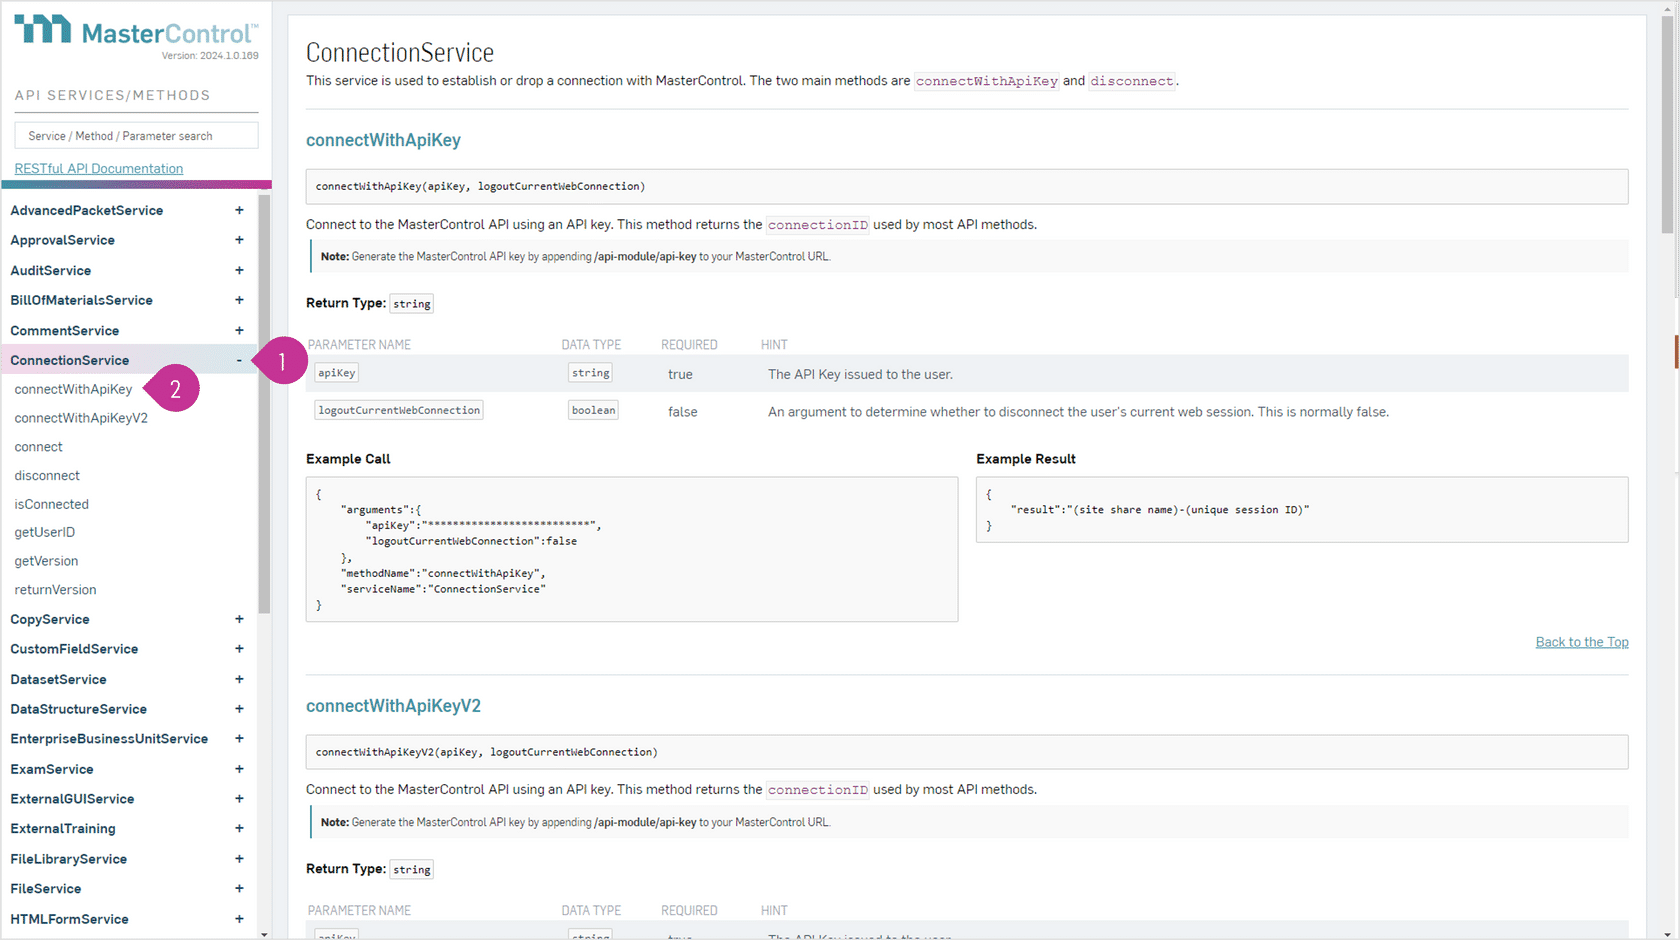 MasterControl™
Version: 2024.1.0.169
API SERVICES/METHODS
Service / Method / Parameter search
RESTful API Documentation
AdvancedPacketService +
ApprovalService +
AuditService +
BillOfMaterialsService +
CommentService +
ConnectionService -
1
connectWithApiKey
2
connectWithApiKeyV2
connect
disconnect
isConnected
getUserID
getVersion
returnVersion
CopyService +
CustomFieldService +
DatasetService +
DataStructureService +
EnterpriseBusinessUnitService +
ExamService +
ExternalGUIService +
ExternalTraining +
FileLibraryService +
FileService +
HTMLFormService +
ConnectionService
This service is used to establish or drop a connection with MasterControl. The two main methods are connectWithApiKey and disconnect.
connectWithApiKey
connectWithApiKey(apiKey, logoutCurrentWebConnection)
Connect to the MasterControl API using an API key. This method returns the connectionID used by most API methods.
Note: Generate the MasterControl API key by appending /api-module/api-key to your MasterControl URL.
Return Type: string
PARAMETER NAME DATA TYPE REQUIRED HINT
apiKey string true The API Key issued to the user.
logoutCurrentWebConnection boolean false An argument to determine whether to disconnect the user's current web session. This is normally false.
Example Call
{
"arguments":{
"apiKey":"**************************",
"logoutCurrentWebConnection":false
},
"methodName":"connectWithApiKey",
"serviceName":"ConnectionService"
}
Example Result
{
"result":"(site share name)-(unique session ID)"
}
Back to the Top
connectWithApiKeyV2
connectWithApiKeyV2(apiKey, logoutCurrentWebConnection)
Connect to the MasterControl API using an API key. This method returns the connectionID used by most API methods.
Note: Generate the MasterControl API key by appending /api-module/api-key to your MasterControl URL.
Return Type: string
PARAMETER NAME DATA TYPE REQUIRED HINT
apiKey string true The API Key issued to the user.